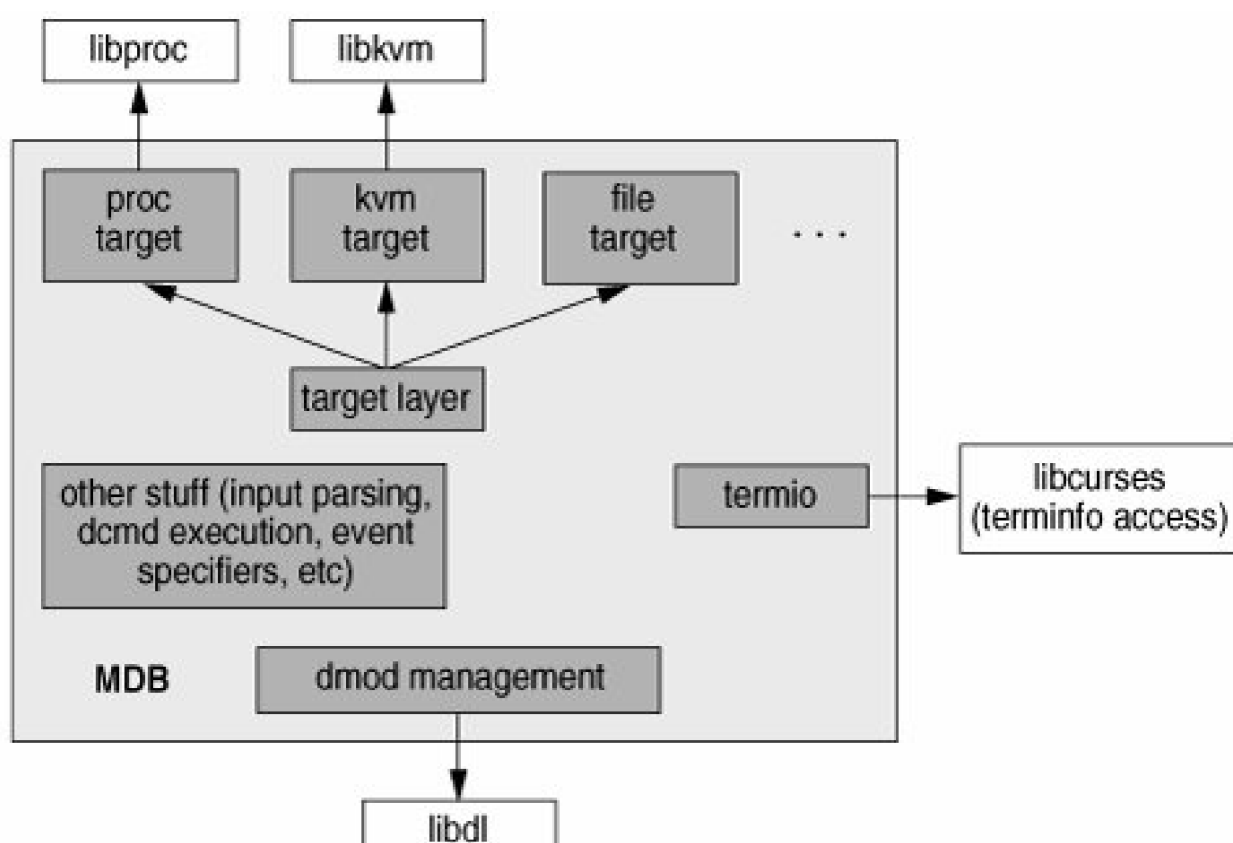 libproc
libkvm
proc
target
kvm
target
file
target
. . .
target layer
other stuff (input parsing,
dcmd execution, event
specifiers, etc)
termio
libcurses
(terminfo access)
MDB
dmod management
libdl